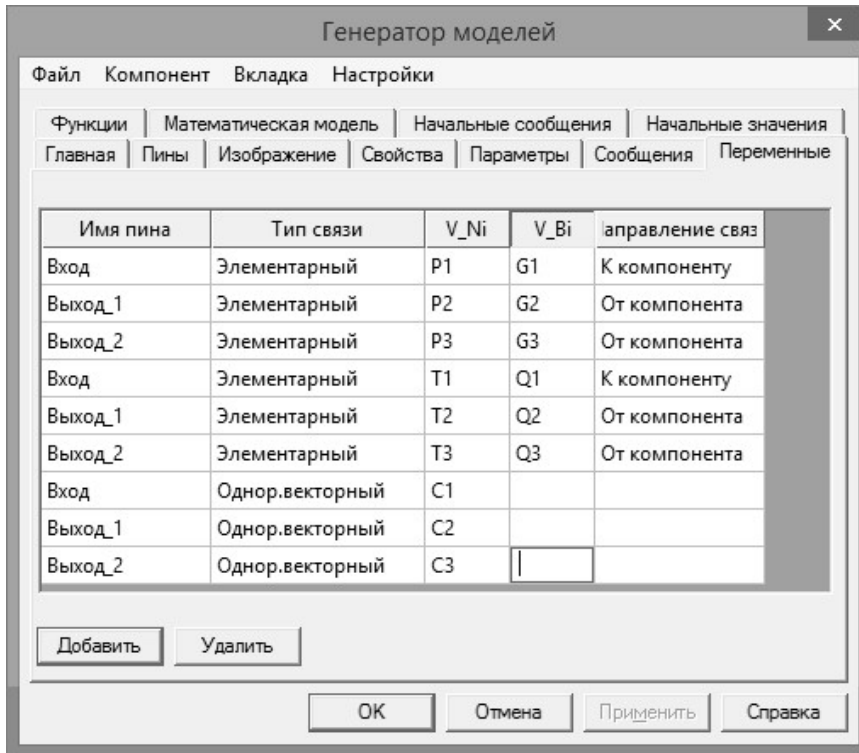 Генератор моделей
Файл Компонент Вкладка Настройки
Функции Математическая модель Начальные сообщения Начальные значения
Главная Пины Изображение Свойства Параметры Сообщения Переменные
Имя пина Тип связи V_Ni V_Bi аправление связ
Вход Элементарный P1 G1 К компоненту
Выход_1 Элементарный P2 G2 От компонента
Выход_2 Элементарный P3 G3 От компонента
Вход Элементарный T1 Q1 К компоненту
Выход_1 Элементарный T2 Q2 От компонента
Выход_2 Элементарный T3 Q3 От компонента
Вход Однор.векторный C1
Выход_1 Однор.векторный C2
Выход_2 Однор.векторный C3
Добавить Удалить
OK Отмена Применить Справка